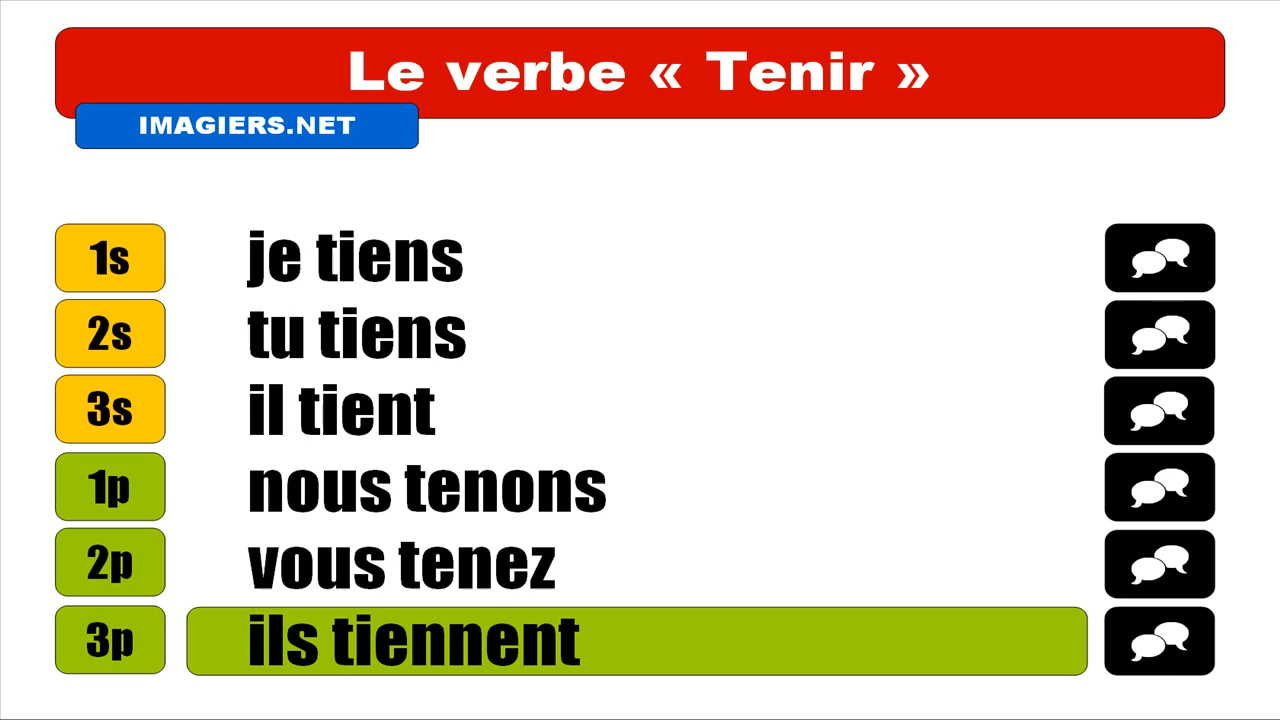 Le verbe « Tenir »
IMAGIERS.NET
1s je tiens
2s tu tiens
3s il tient
1p nous tenons
2p vous tenez
3p ils tiennent